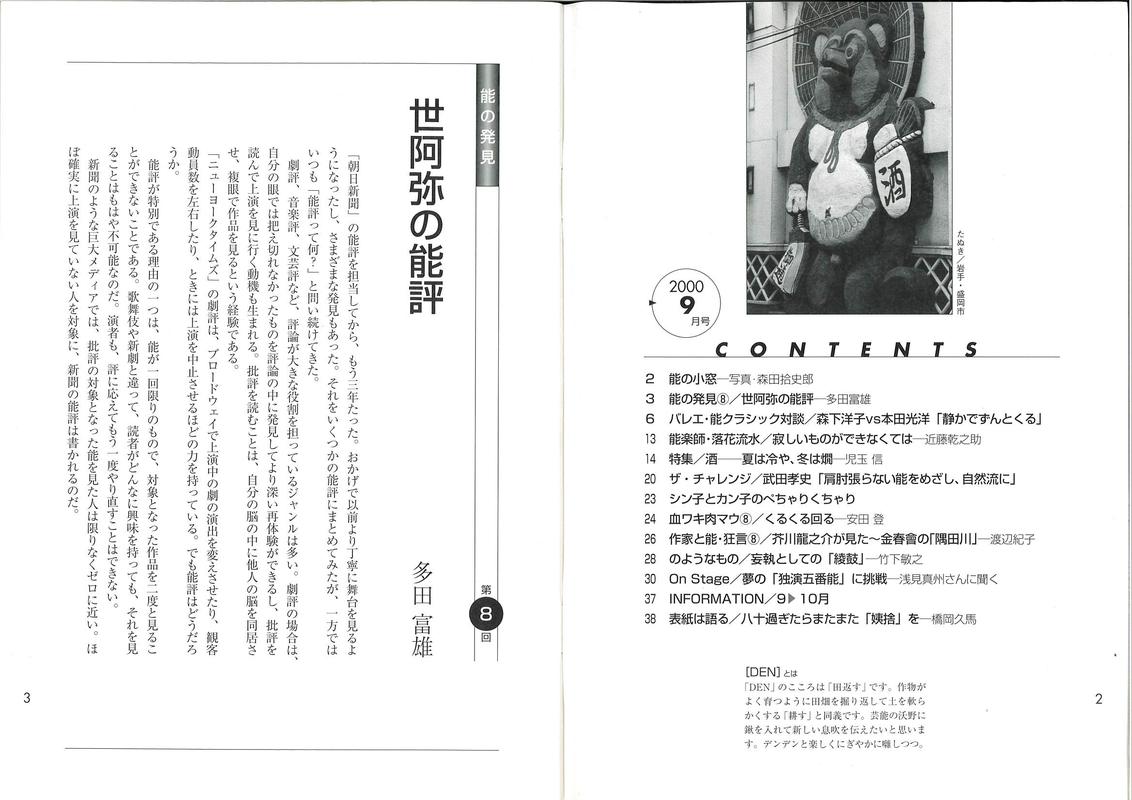 酒
たぬき／岩手・盛岡市
2000
9
月号
CONTENTS
2 能の小窓─写真・森田拾史郎
3 能の発見⑧／世阿弥の能評─多田富雄
6 バレエ・能クラシック対談／森下洋子vs本田光洋「静かでずんとくる」
13 能楽師・落花流水／寂しいものができなくては─近藤乾之助
14 特集／酒──夏は冷や、冬は燗─児玉 信
20 ザ・チャレンジ／武田孝史「肩肘張らない能をめざし、自然流に」
23 シン子とカン子のぺちゃりくちゃり
24 血ワキ肉マウ⑧／くるくる回る─安田 登
26 作家と能・狂言⑧／芥川龍之介が見た〜金春會の「隅田川」─渡辺紀子
28 のようなもの／妄執としての「綾鼓」─竹下敏之
30 On Stage／夢の「独演五番能」に挑戦─浅見真州さんに聞く
37 INFORMATION／9▶10月
38 表紙は語る／八十過ぎたらまたまた「姨捨」を─橋岡久馬
［DEN］とは
「DEN」のこころは「田返す」です。作物が
よく育つように田畑を掘り返して土を軟ら
かくする「耕す」と同義です。芸能の沃野に
鍬を入れて新しい息吹を伝えたいと思いま
す。デンデンと楽しくにぎやかに囃しつつ。
2
能の発見
第8回
世阿弥の能評
多田 富雄
「朝日新聞」の能評を担当してから、もう三年たった。おかげで以前より丁寧に舞台を見るよ
うになったし、さまざまな発見もあった。それをいくつかの能評にまとめてみたが、一方では
いつも「能評って何？」と問い続けてきた。
劇評、音楽評、文芸評など、評論が大きな役割を担っているジャンルは多い。劇評の場合は、
自分の眼では把え切れなかったものを評論の中に発見してより深い再体験ができるし、批評を
読んで上演を見に行く動機も生まれる。批評を読むことは、自分の脳の中に他人の脳を同居さ
せ、複眼で作品を見るという経験である。
「ニューヨークタイムズ」の劇評は、ブロードウェイで上演中の劇の演出を変えさせたり、観客
動員数を左右したり、ときには上演を中止させるほどの力を持っている。でも能評はどうだろ
うか。
能評が特別である理由の一つは、能が一回限りのもので、対象となった作品を二度と見るこ
とができないことである。歌舞伎や新劇と違って、読者がどんなに興味を持っても、それを見
ることはもはや不可能なのだ。演者も、評に応えてもう一度やり直すことはできない。
新聞のような巨大メディアでは、批評の対象となった能を見た人は限りなくゼロに近い。ほ
ぼ確実に上演を見ていない人を対象に、新聞の能評は書かれるのだ。
3